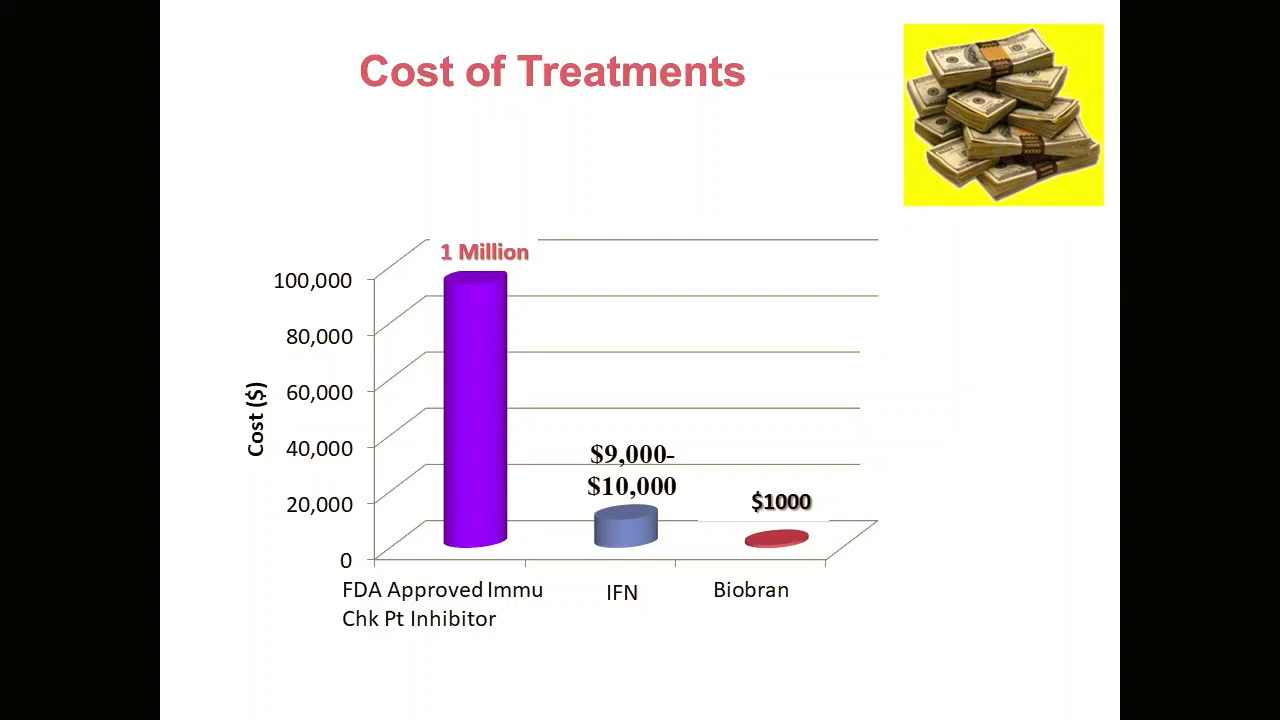 Cost of Treatments
1 Million
100,000
80,000
60,000
40,000
20,000
0
Cost ($)
$9,000-
$10,000
$1000
FDA Approved Immu
Chk Pt Inhibitor
IFN
Biobran